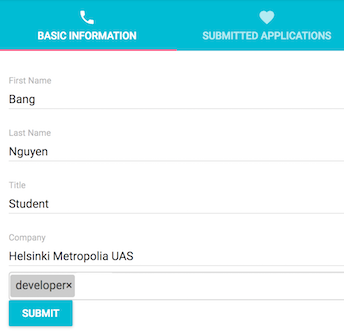 BASIC INFORMATION SUBMITTED APPLICATIONS
First Name
Bang
Last Name
Nguyen
Title
Student
Company
Helsinki Metropolia UAS
developer×
SUBMIT